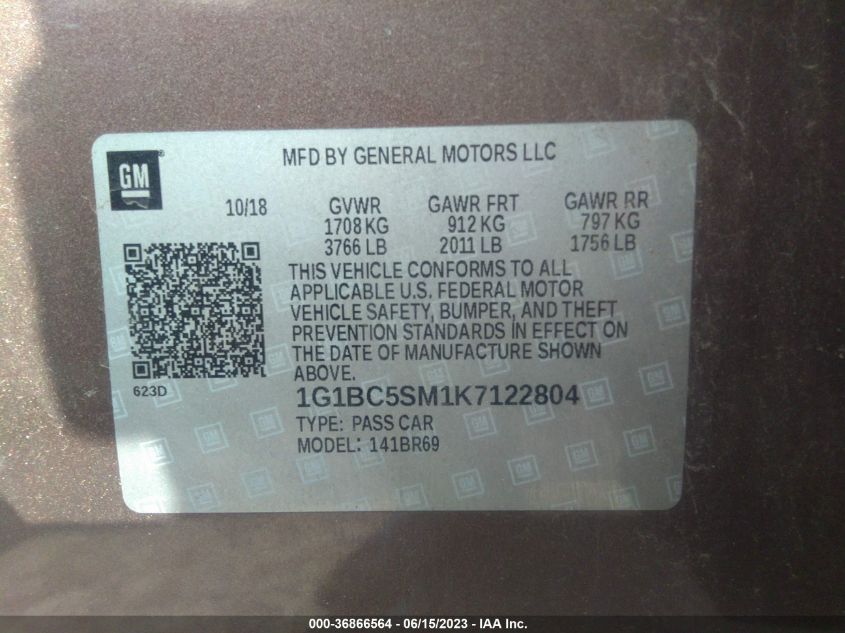 GM
MFD BY GENERAL MOTORS LLC
10/18 GVWR GAWR FRT GAWR RR
1708 KG 912 KG 797 KG
3766 LB 2011 LB 1756 LB
THIS VEHICLE CONFORMS TO ALL
APPLICABLE U.S. FEDERAL MOTOR
VEHICLE SAFETY, BUMPER, AND THEFT
PREVENTION STANDARDS IN EFFECT ON
THE DATE OF MANUFACTURE SHOWN
ABOVE.
623D
1G1BC5SM1K7122804
TYPE: PASS CAR
MODEL: 141BR69
000-36866564 - 06/15/2023 - IAA Inc.